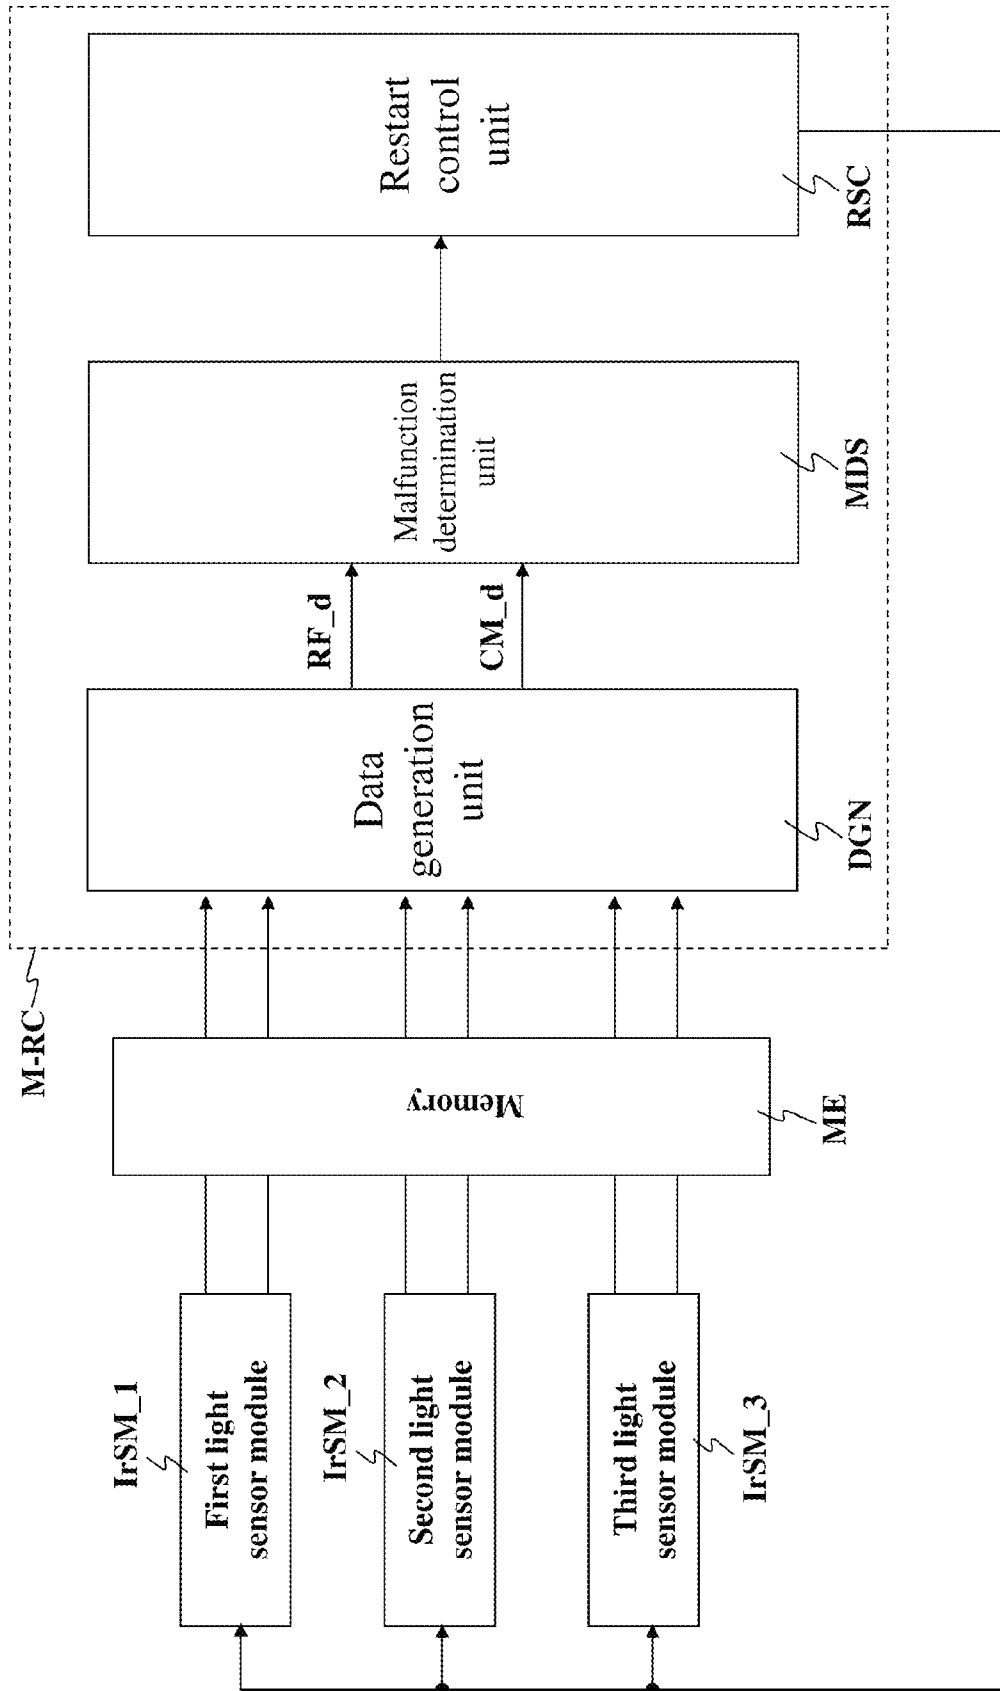 M-RC
IrSM_1
First light
sensor module
IrSM_2
Second light
sensor module
Third light
sensor module
IrSM_3
Memory
ME
Data
generation
unit
DGN
RF_d
CM_d
Malfunction
determination
unit
MDS
Restart
control
unit
RSC